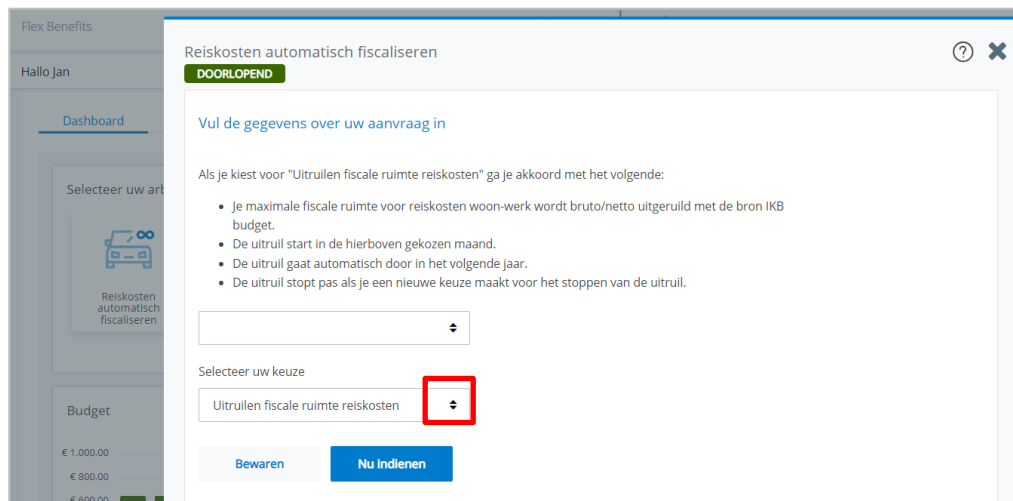 Flex Benefits
Reiskosten automatisch fiscaliseren
DOORLOPEND
Hallo Jan
Dashboard
Vul de gegevens over uw aanvraag in
Als je kiest voor "Uitruilen fiscale ruimte reiskosten" ga je akkoord met het volgende:
Selecteer uw arb
• Je maximale fiscale ruimte voor reiskosten woon-werk wordt bruto/netto uitgeruild met de bron IKB
budget.
• De uitruil start in de hierboven gekozen maand.
• De uitruil gaat automatisch door in het volgende jaar.
• De uitruil stopt pas als je een nieuwe keuze maakt voor het stoppen van de uitruil.
Reiskosten
automatisch
fiscaliseren
Selecteer uw keuze
Uitruilen fiscale ruimte reiskosten
Budget
€ 1.000,00
€ 800,00
€ 600,00
Bewaren
Nu indienen